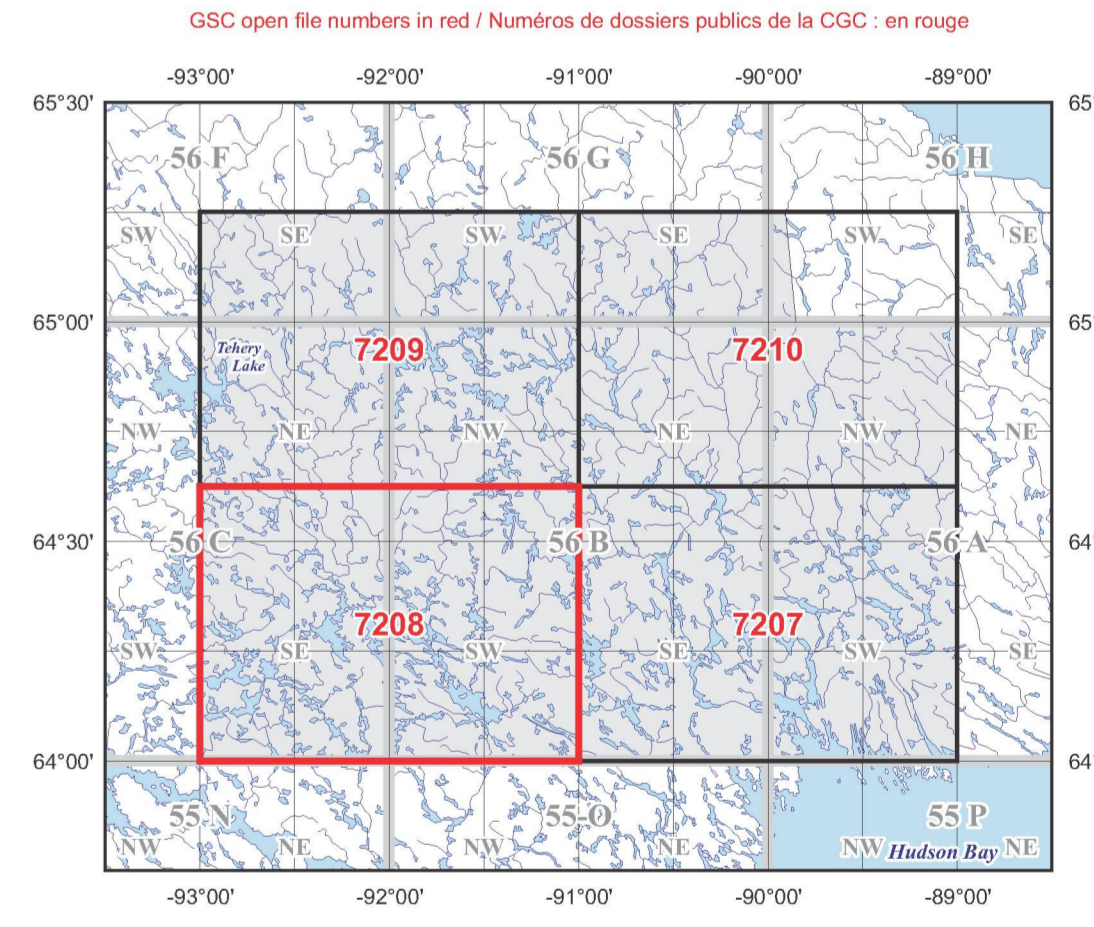 GSC open file numbers in red / Numéros de dossiers publics de la CGC : en rouge
-93°00' -92°00' -91°00' -90°00' -89°00'
65°30' 65°
56 F 56 G 56 H
SW SE SW SE SW SE
65°00' 65°
Tehery
Lake
7209 7210
NW NE NW NE NW NE
56 C 56 B 56 A
64°30' 64°
7208 7207
SW SE SW SE SW SE
64°00' 64°
55 N 55-O 55 P
NW NE NW NE NW Hudson Bay NE
-93°00' -92°00' -91°00' -90°00' -89°00'